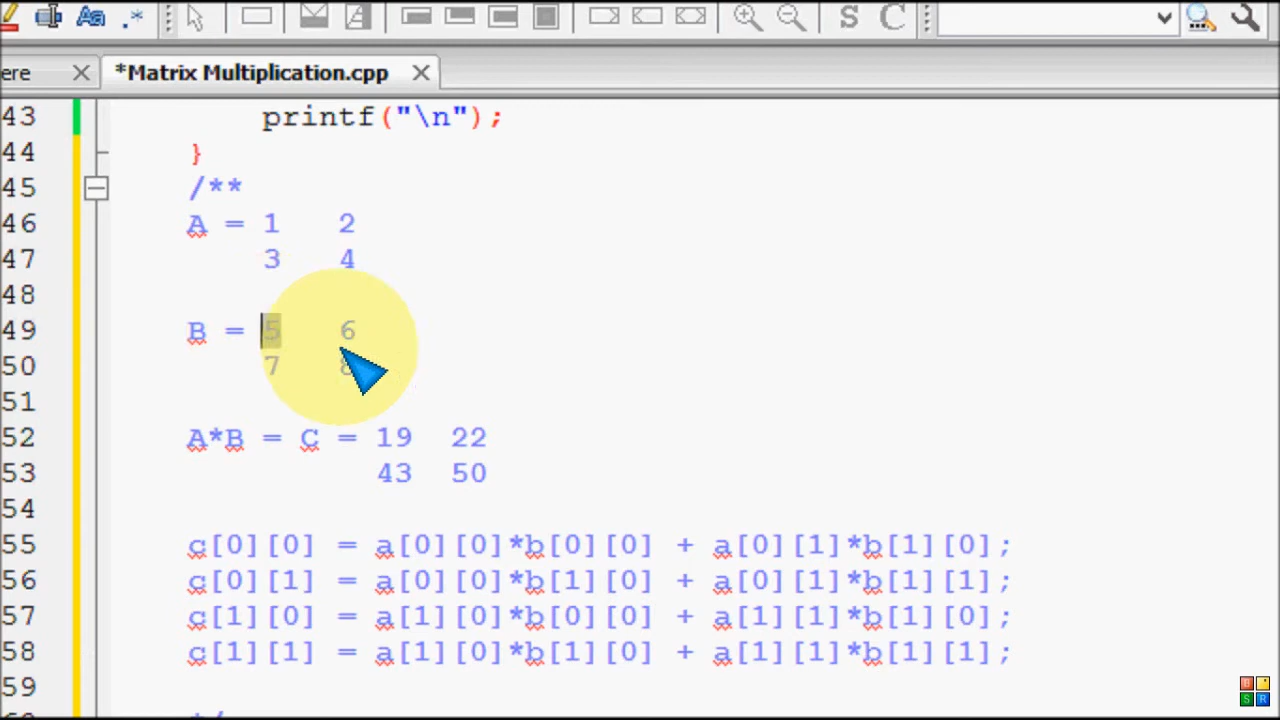 ere
*Matrix Multiplication.cpp
43 printf("\n");
44 }
45 /**
46 A = 1 2
47 3 4
48
49 B = 5 6
50 7 8
51
52 A*B = C = 19 22
53 43 50
54
55 c[0][0] = a[0][0]*b[0][0] + a[0][1]*b[1][0];
56 c[0][1] = a[0][0]*b[1][0] + a[0][1]*b[1][1];
57 c[1][0] = a[1][0]*b[0][0] + a[1][1]*b[1][0];
58 c[1][1] = a[1][0]*b[1][0] + a[1][1]*b[1][1];
59
*/